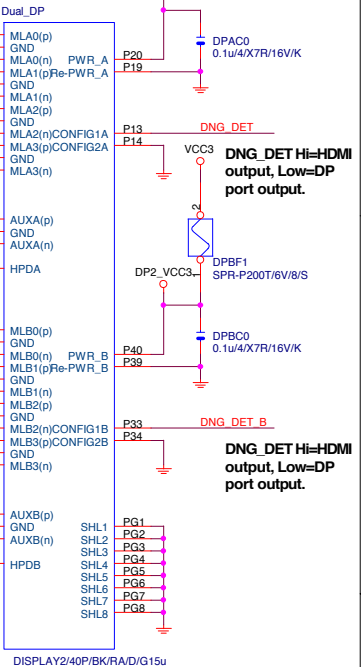 Dual_DP
MLA0(p)
GND
MLA0(n) PWR_A P20
MLA1(p)Re-PWR_A P19
GND
MLA1(n)
MLA2(p)
GND
MLA2(n)CONFIG1A P13 DNG_DET
MLA3(p)CONFIG2A P14
GND
MLA3(n)
AUXA(p)
GND
AUXA(n)
HPDA
DPAC0
0.1u/4/X7R/16V/K
VCC3
DNG_DET Hi=HDMI
output, Low=DP
port output.
2
DPBF1
SPR-P200T/6V/8/S
1
DP2_VCC3
MLB0(p)
GND
MLB0(n) PWR_B P40
MLB1(p)Re-PWR_B P39
GND
MLB1(n)
MLB2(p)
GND
MLB2(n)CONFIG1B P33 DNG_DET_B
MLB3(p)CONFIG2B P34
GND
MLB3(n)
DPBC0
0.1u/4/X7R/16V/K
DNG_DET Hi=HDMI
output, Low=DP
port output.
AUXB(p)
GND SHL1 PG1
AUXB(n) SHL2 PG2
SHL3 PG3
HPDB SHL4 PG4
SHL5 PG5
SHL6 PG6
SHL7 PG7
SHL8 PG8
DISPLAY2/40P/BK/RA/D/G15u